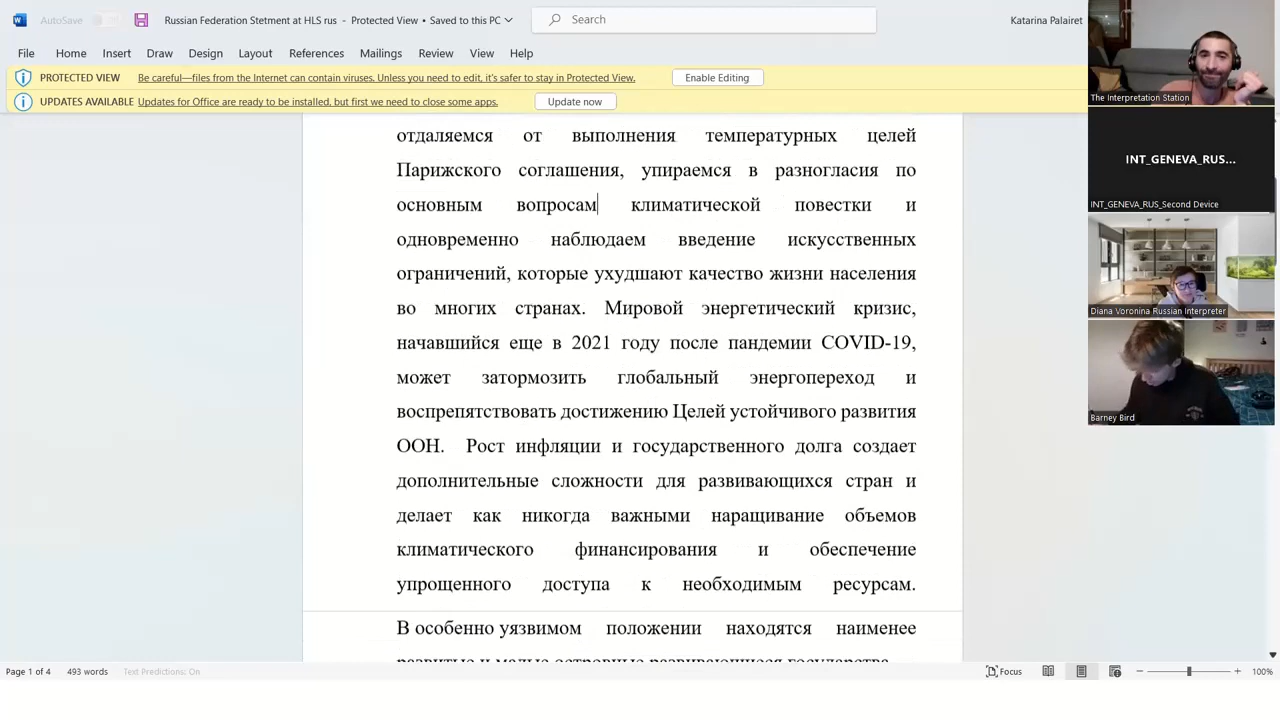 AutoSave
Russian Federation Stetment at HLS rus - Protected View • Saved to this PC
Search
Katarina Palairet
File Home Insert Draw Design Layout References Mailings Review View Help
PROTECTED VIEW Be careful—files from the Internet can contain viruses. Unless you need to edit, it's safer to stay in Protected View. Enable Editing
UPDATES AVAILABLE Updates for Office are ready to be installed, but first we need to close some apps. Update now
отдаляемся от выполнения температурных целей
Парижского соглашения, упираемся в разногласия по
основным вопросам климатической повестки и
одновременно наблюдаем введение искусственных
ограничений, которые ухудшают качество жизни населения
во многих странах. Мировой энергетический кризис,
начавшийся еще в 2021 году после пандемии COVID-19,
может затормозить глобальный энергопереход и
воспрепятствовать достижению Целей устойчивого развития
ООН. Рост инфляции и государственного долга создает
дополнительные сложности для развивающихся стран и
делает как никогда важными наращивание объемов
климатического финансирования и обеспечение
упрощенного доступа к необходимым ресурсам.
В особенно уязвимом положении находятся наименее
развитые и малые островные развивающиеся государства
The Interpretation Station
INT_GENEVA_RUS...
INT_GENEVA_RUS_Second Device
Diana Voronina Russian Interpreter
Barney Bird
Page 1 of 4 493 words Text Predictions: On
Focus
100%